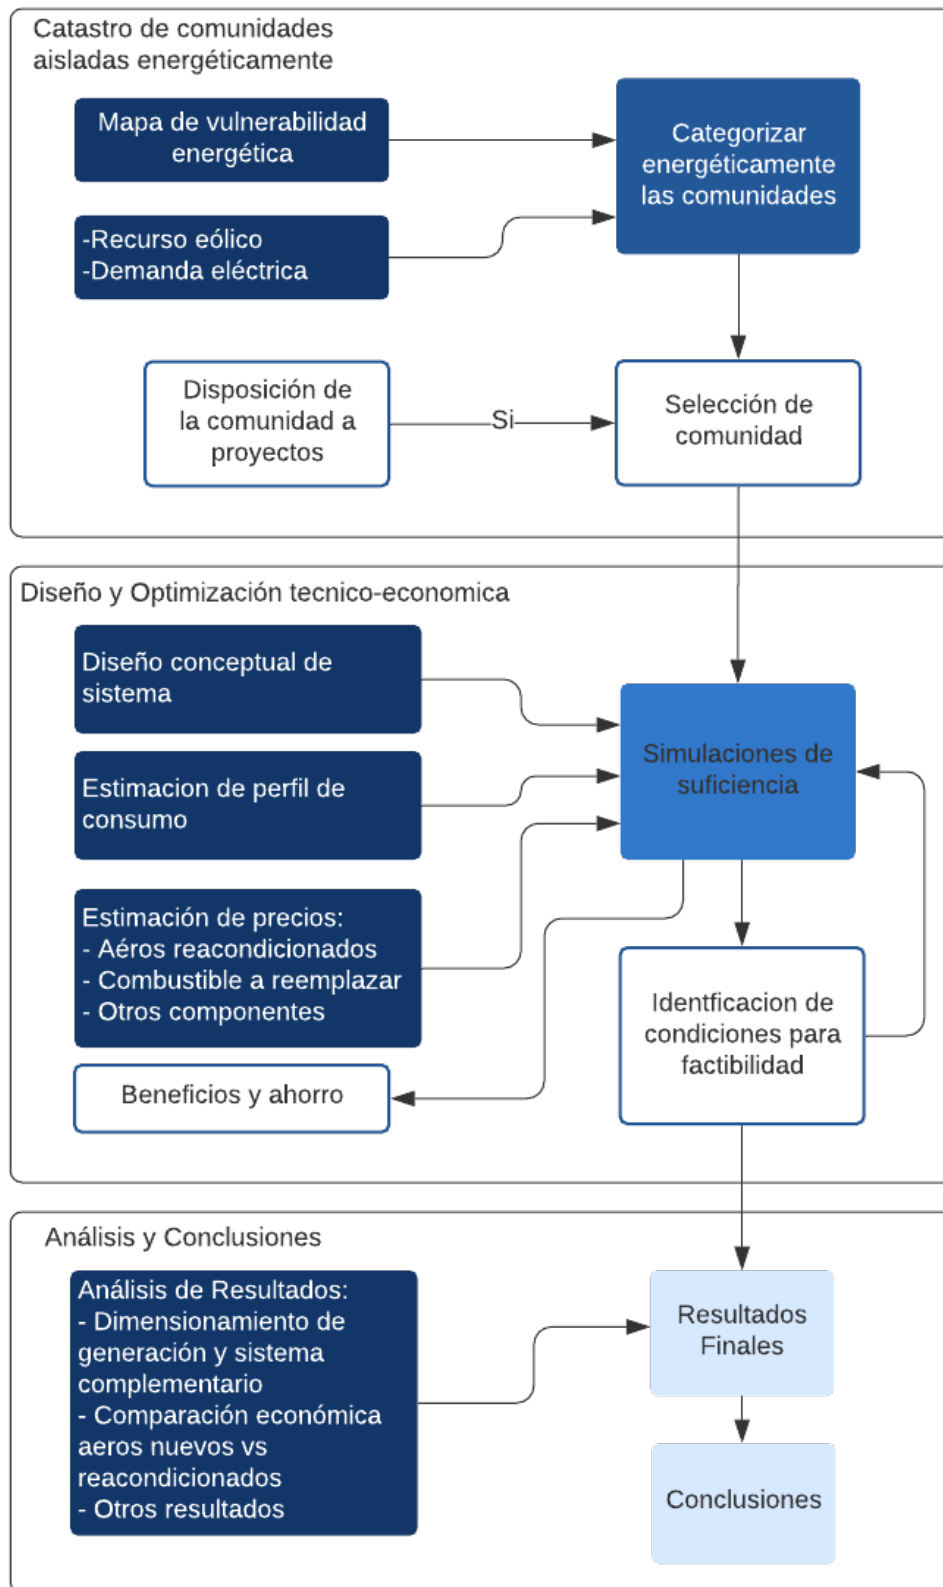 Catastro de comunidades
aisladas energéticamente
Mapa de vulnerabilidad
energética
Categorizar
energéticamente
las comunidades
-Recurso eólico
-Demanda eléctrica
Disposición de
la comunidad a
proyectos
Si
Selección de
comunidad
Diseño y Optimización tecnico-economica
Diseño conceptual de
sistema
Simulaciones de
suficiencia
Estimacion de perfil de
consumo
Estimación de precios:
- Aéros reacondicionados
- Combustible a reemplazar
- Otros componentes
Identficacion de
condiciones para
factibilidad
Beneficios y ahorro
Análisis y Conclusiones
Análisis de Resultados:
- Dimensionamiento de
generación y sistema
complementario
- Comparación económica
aeros nuevos vs
reacondicionados
- Otros resultados
Resultados
Finales
Conclusiones